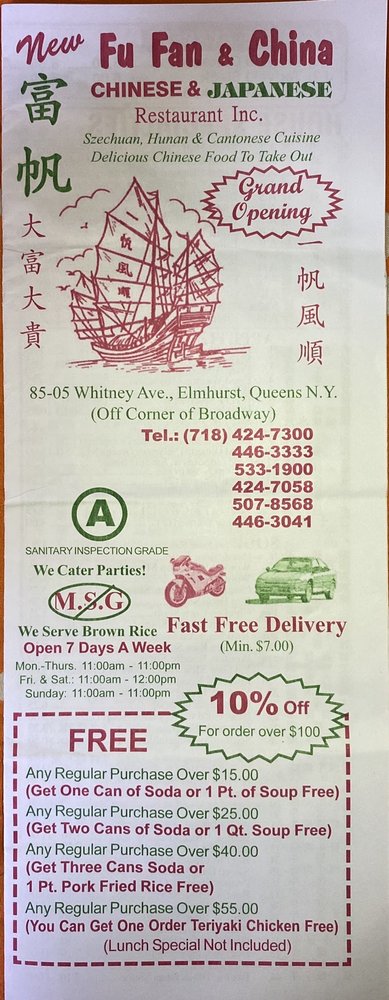 New Fu Fan & China
CHINESE & JAPANESE
Restaurant Inc.
Szechuan, Hunan & Cantonese Cuisine
Delicious Chinese Food To Take Out
富帆
大富大貴
Grand
Opening
一帆風順
帆風順
85-05 Whitney Ave., Elmhurst, Queens N.Y.
(Off Corner of Broadway)
Tel.: (718) 424-7300
446-3333
533-1900
424-7058
507-8568
446-3041
A
SANITARY INSPECTION GRADE
We Cater Parties!
M.S.G
We Serve Brown Rice
Open 7 Days A Week
Mon.-Thurs. 11:00am - 11:00pm
Fri. & Sat.: 11:00am - 12:00pm
Sunday: 11:00am - 11:00pm
Fast Free Delivery
(Min. $7.00)
10% Off
For order over $100
FREE
Any Regular Purchase Over $15.00
(Get One Can of Soda or 1 Pt. of Soup Free)
Any Regular Purchase Over $25.00
(Get Two Cans of Soda or 1 Qt. Soup Free)
Any Regular Purchase Over $40.00
(Get Three Cans Soda or
1 Pt. Pork Fried Rice Free)
Any Regular Purchase Over $55.00
(You Can Get One Order Teriyaki Chicken Free)
(Lunch Special Not Included)